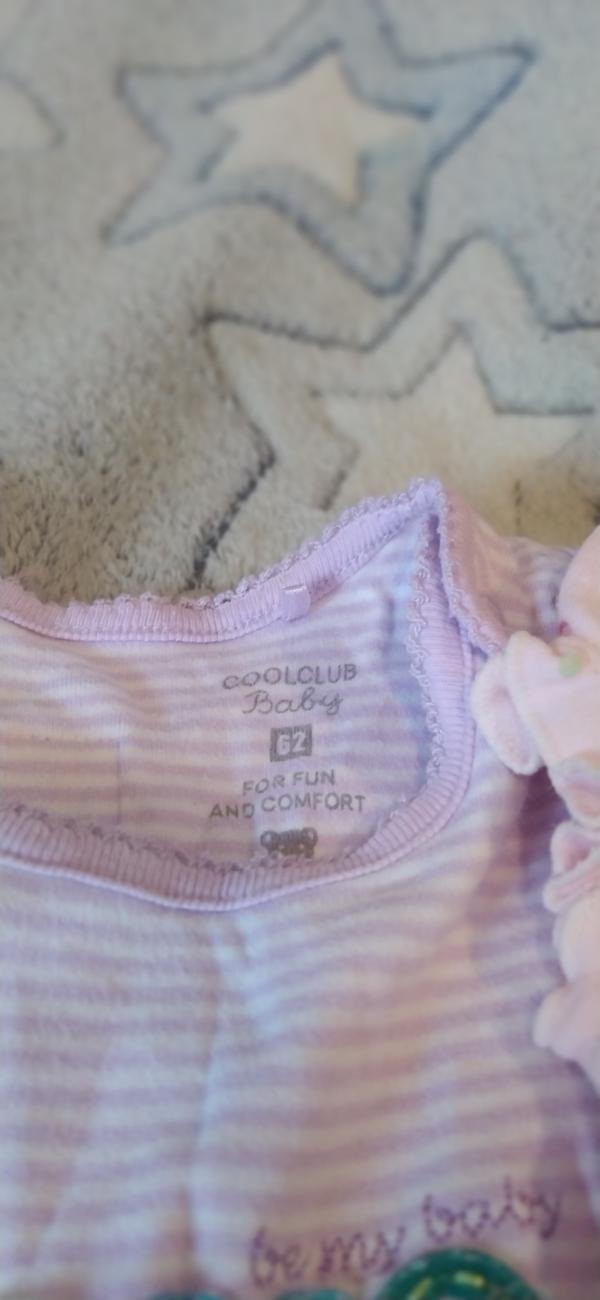 COOLCLUB
Baby
62
FOR FUN
AND COMFORT
be my baby